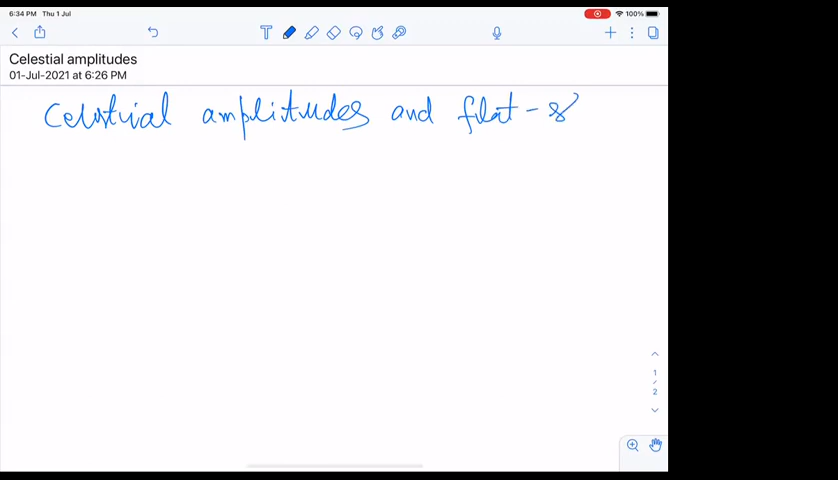 6:34 PM Thu 1 Jul 100%
Celestial amplitudes
01-Jul-2021 at 6:26 PM
Celestial amplitudes and flat - s
1
2